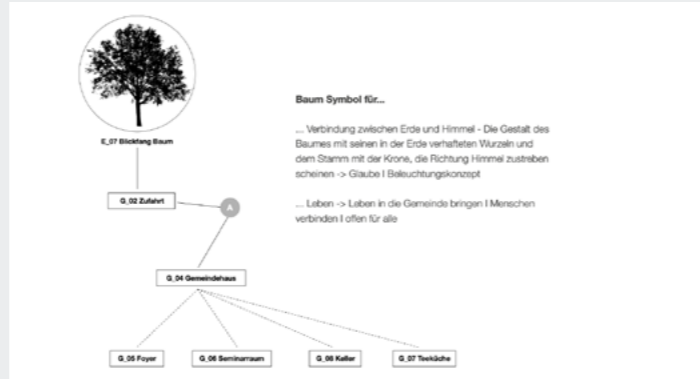 Baum Symbol für...
... Verbindung zwischen Erde und Himmel - Die Gestalt des
Baumes mit seinen in der Erde verhafteten Wurzeln und
dem Stamm mit der Krone, die Richtung Himmel zustreben
scheinen -> Glaube I Beleuchtungskonzept
... Leben -> Leben in die Gemeinde bringen I Menschen
verbinden I offen für alle
E_07 Blickfang Baum
G_02 Zufahrt
A
G_04 Gemeindehaus
G_05 Foyer
G_06 Seminarraum
G_08 Keller
G_07 Teeküche